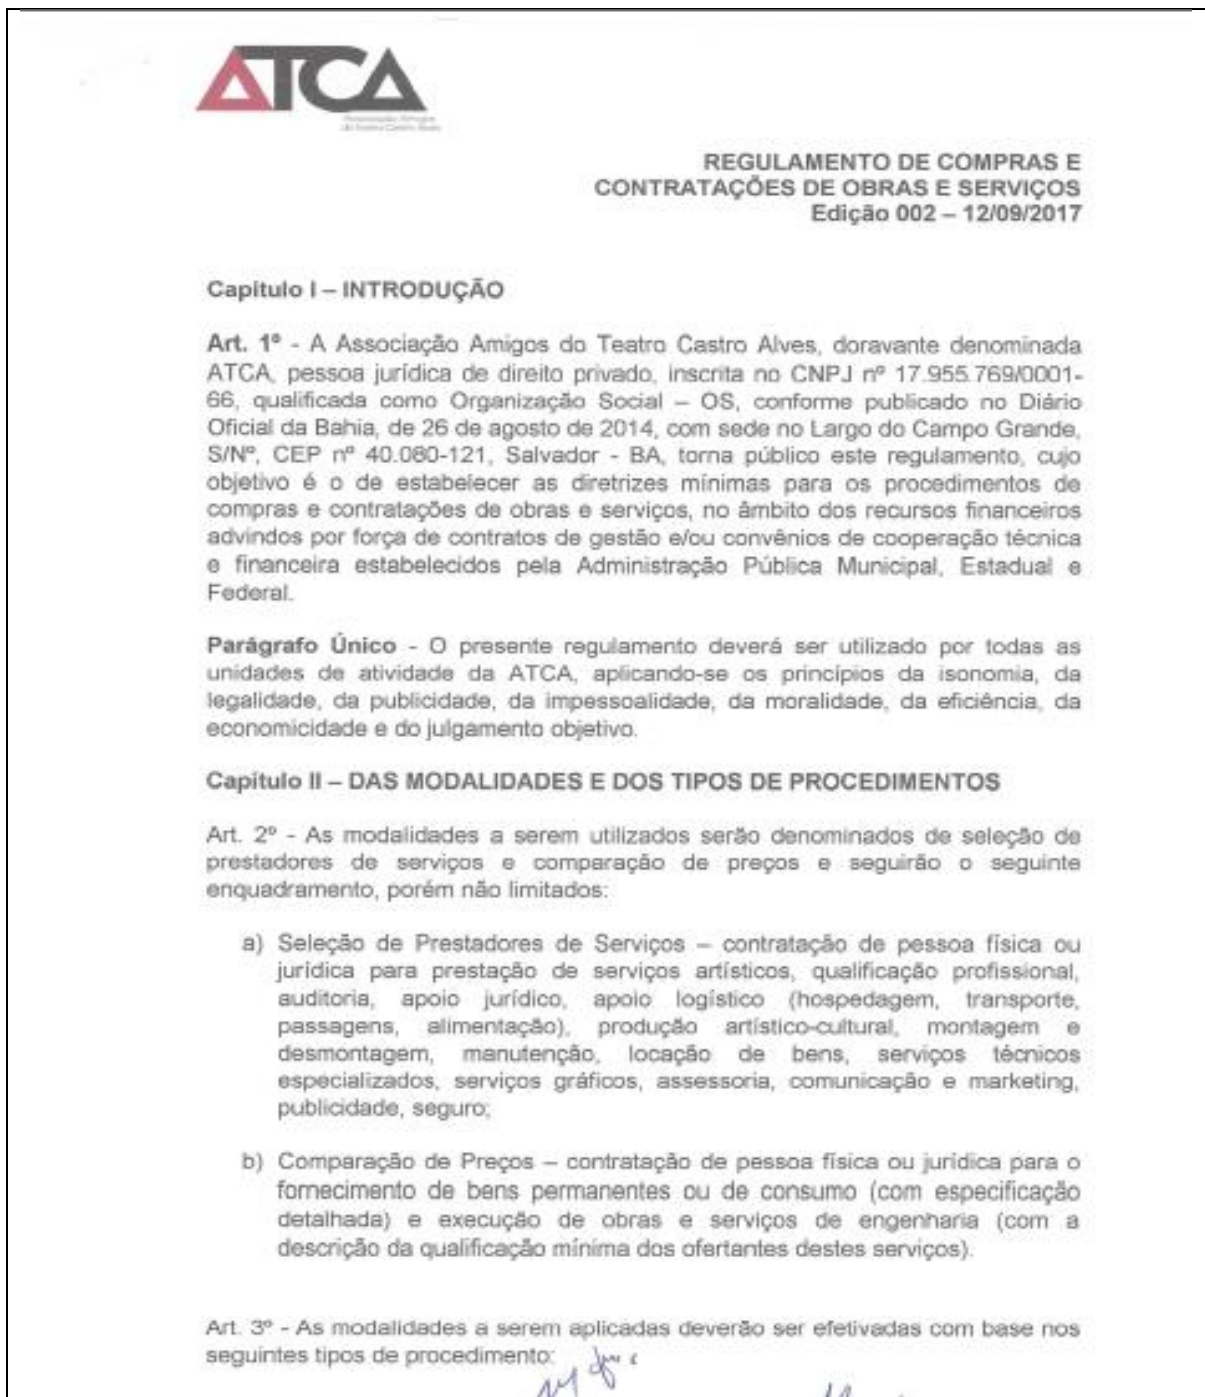 ATCA
REGULAMENTO DE COMPRAS E
CONTRATAÇÕES DE OBRAS E SERVIÇOS
Edição 002 – 12/09/2017
Capitulo I – INTRODUÇÃO
Art. 1º - A Associação Amigos do Teatro Castro Alves, doravante denominada
ATCA, pessoa jurídica de direito privado, inscrita no CNPJ nº 17.955.769/0001-
66, qualificada como Organização Social – OS, conforme publicado no Diário
Oficial da Bahia, de 26 de agosto de 2014, com sede no Largo do Campo Grande,
S/Nº, CEP nº 40.080-121, Salvador - BA, torna público este regulamento, cujo
objetivo é o de estabelecer as diretrizes mínimas para os procedimentos de
compras e contratações de obras e serviços, no âmbito dos recursos financeiros
advindos por força de contratos de gestão e/ou convênios de cooperação técnica
e financeira estabelecidos pela Administração Pública Municipal, Estadual e
Federal.
Parágrafo Único - O presente regulamento deverá ser utilizado por todas as
unidades de atividade da ATCA, aplicando-se os princípios da isonomia, da
legalidade, da publicidade, da impessoalidade, da moralidade, da eficiência, da
economicidade e do julgamento objetivo.
Capitulo II – DAS MODALIDADES E DOS TIPOS DE PROCEDIMENTOS
Art. 2º - As modalidades a serem utilizados serão denominados de seleção de
prestadores de serviços e comparação de preços e seguirão o seguinte
enquadramento, porém não limitados:
a) Seleção de Prestadores de Serviços – contratação de pessoa física ou
jurídica para prestação de serviços artísticos, qualificação profissional,
auditoria, apoio jurídico, apoio logístico (hospedagem, transporte,
passagens, alimentação), produção artístico-cultural, montagem e
desmontagem, manutenção, locação de bens, serviços técnicos
especializados, serviços gráficos, assessoria, comunicação e marketing,
publicidade, seguro;
b) Comparação de Preços – contratação de pessoa física ou jurídica para o
fornecimento de bens permanentes ou de consumo (com especificação
detalhada) e execução de obras e serviços de engenharia (com a
descrição da qualificação mínima dos ofertantes destes serviços).
Art. 3º - As modalidades a serem aplicadas deverão ser efetivadas com base nos
seguintes tipos de procedimento: